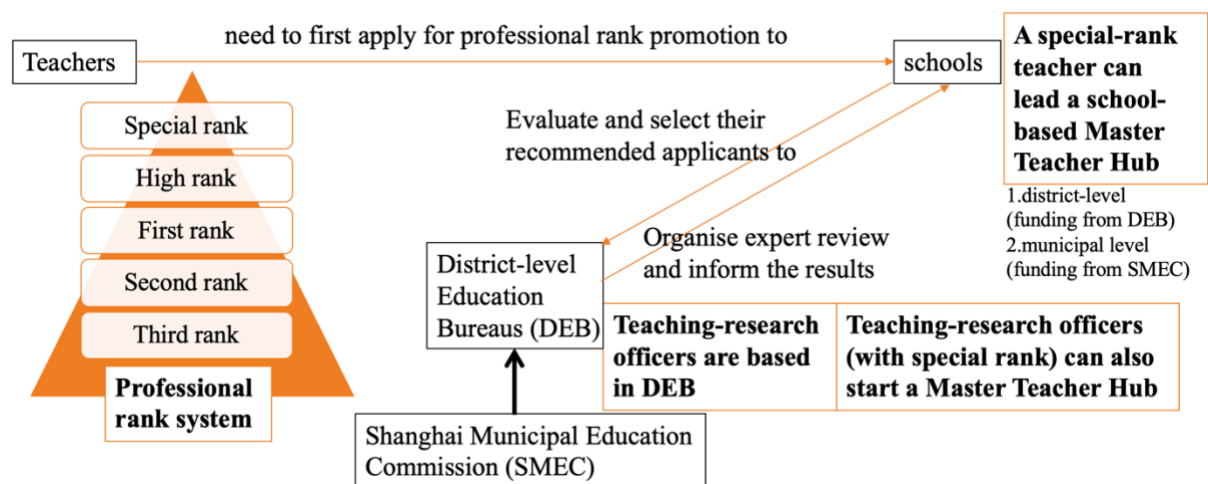 need to first apply for professional rank promotion to
Teachers
schools
A special-rank
teacher can
lead a school-
based Master
Teacher Hub
1.district-level
(funding from DEB)
2.municipal level
(funding from SMEC)
Special rank
High rank
First rank
Second rank
Third rank
Professional
rank system
Evaluate and select their
recommended applicants to
Organise expert review
and inform the results
District-level
Education
Bureaus (DEB)
Teaching-research
officers are based
in DEB
Teaching-research officers
(with special rank) can also
start a Master Teacher Hub
Shanghai Municipal Education
Commission (SMEC)